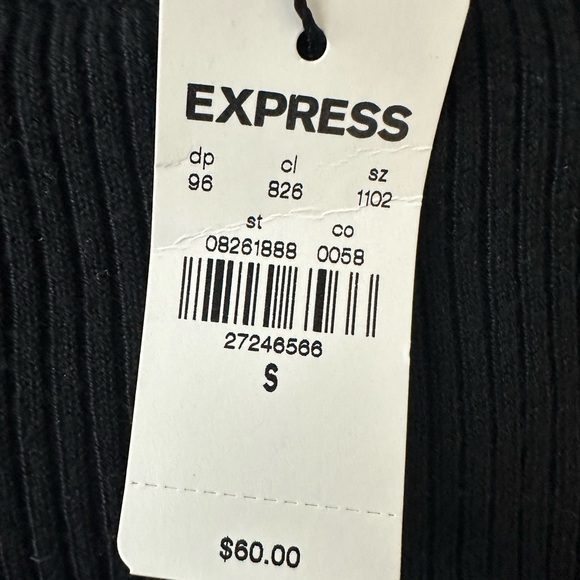 EXPRESS
dp cl sz
96 826 1102
st co
08261888 0058
27246566
S
$60.00